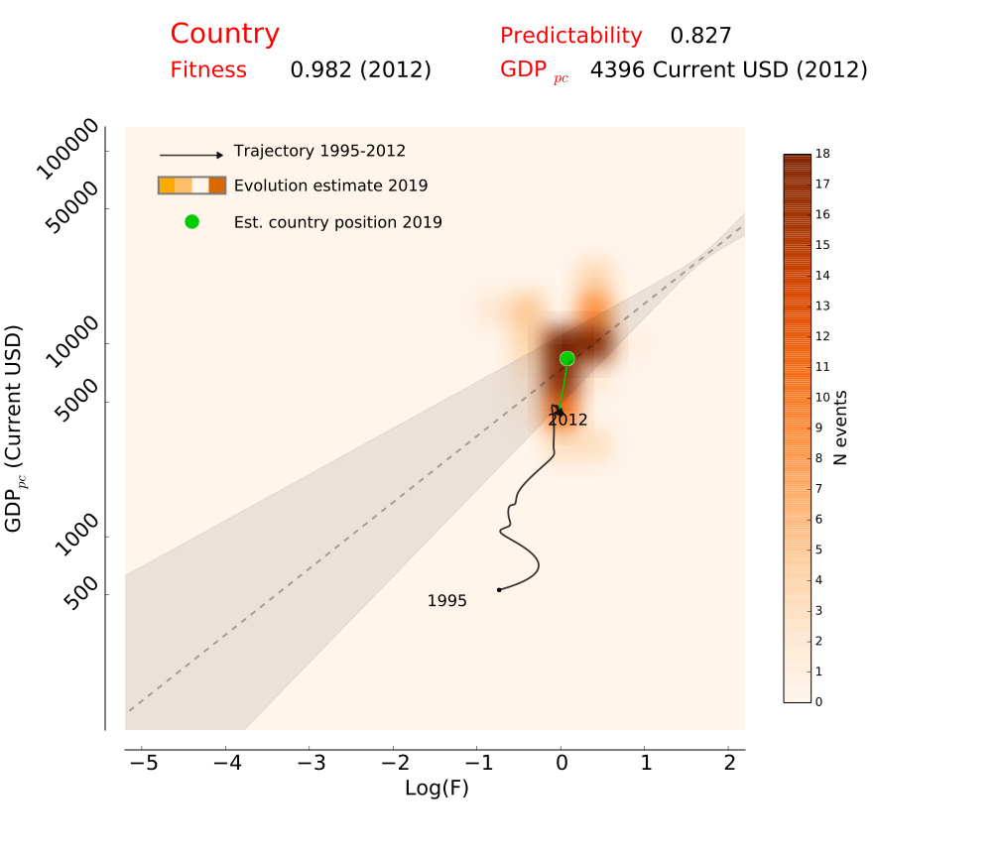 Country
Predictability 0.827
Fitness 0.982 (2012)
GDP pc 4396 Current USD (2012)
Trajectory 1995-2012
Evolution estimate 2019
Est. country position 2019
100000
50000
10000
5000
1000
500
GDPpc (Current USD)
2012
1995
−5 −4 −3 −2 −1 0 1 2
Log(F)
18
17
16
15
14
13
12
11
10
9
8
7
6
5
4
3
2
1
0
N events